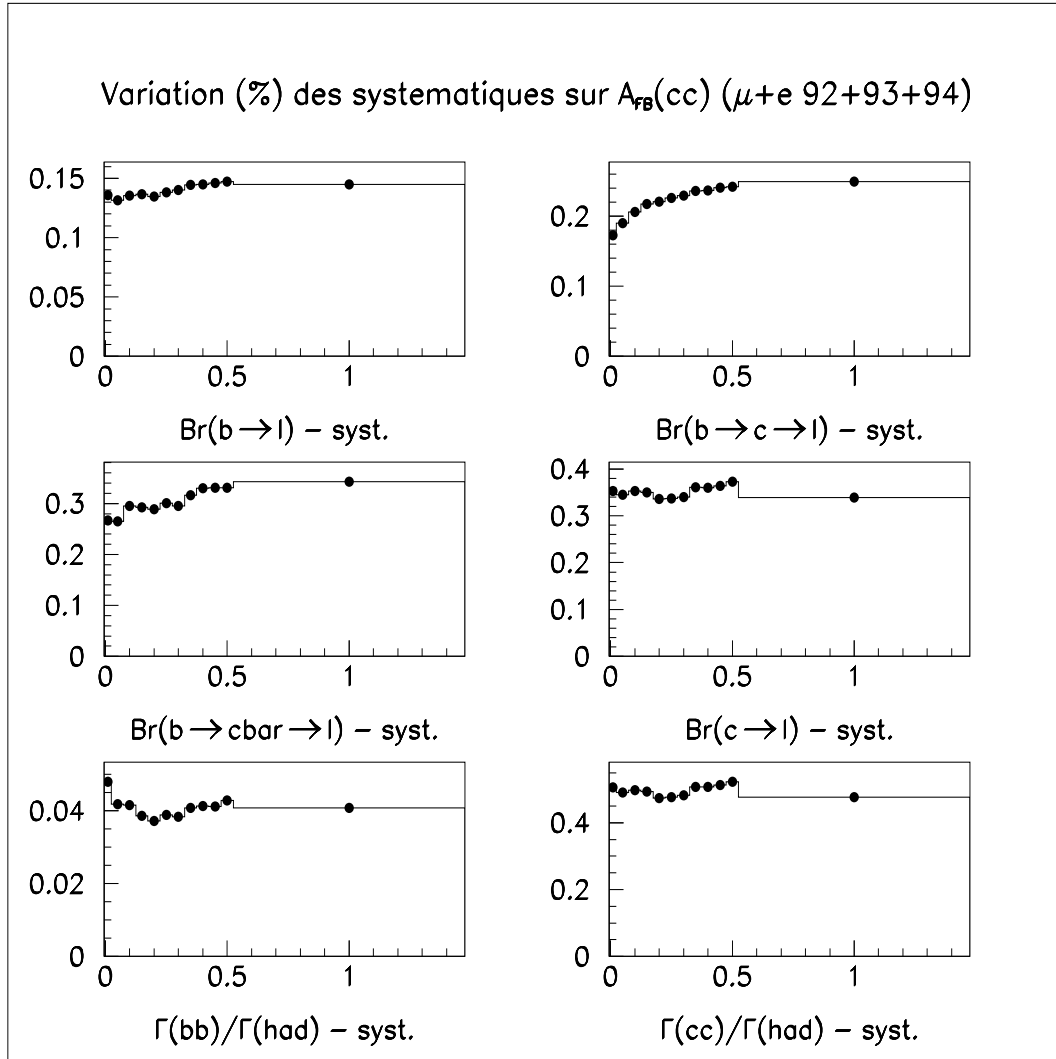 Variation (%) des systematiques sur A_FB(cc) (μ+e 92+93+94)
0.15
0.1
0.05
0
0 0.5 1
Br(b→l) – syst.
0.2
0.1
0
0 0.5 1
Br(b→c→l) – syst.
0.3
0.2
0.1
0
0 0.5 1
Br(b→cbar→l) – syst.
0.4
0.3
0.2
0.1
0
0 0.5 1
Br(c→l) – syst.
0.04
0.02
0
0 0.5 1
Γ(bb)/Γ(had) – syst.
0.4
0.2
0
0 0.5 1
Γ(cc)/Γ(had) – syst.